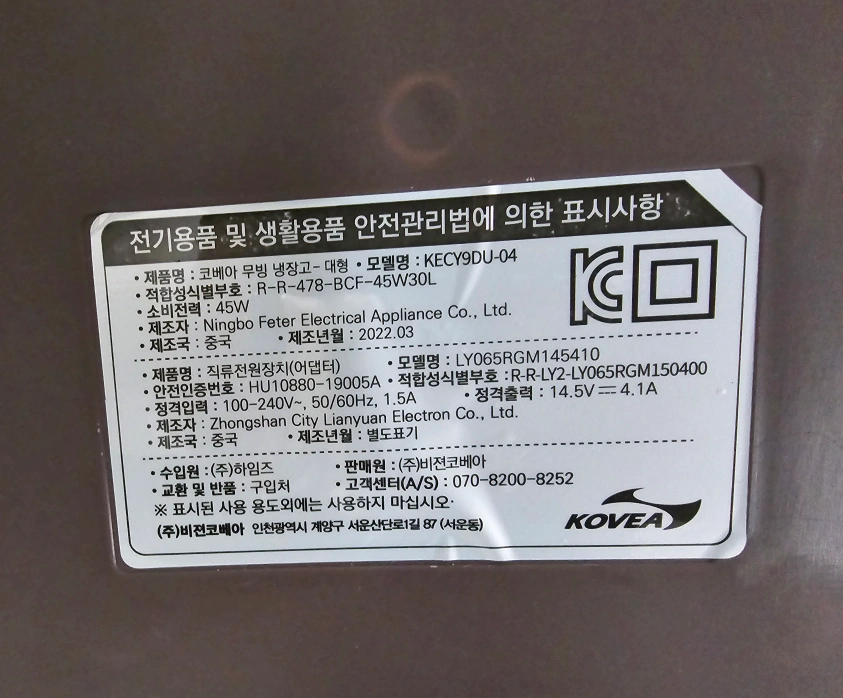 전기용품 및 생활용품 안전관리법에 의한 표시사항
• 제품명 : 코베아 무빙 냉장고- 대형 • 모델명 : KECY9DU-04
• 적합성식별부호 : R-R-478-BCF-45W30L
• 소비전력 : 45W
• 제조자 : Ningbo Feter Electrical Appliance Co., Ltd.
• 제조국 : 중국 • 제조년월 : 2022.03
• 제품명 : 직류전원장치(어댑터) • 모델명 : LY065RGM145410
• 안전인증번호 : HU10880-19005A • 적합성식별부호 : R-R-LY2-LY065RGM150400
• 정격입력 : 100-240V~, 50/60Hz, 1.5A • 정격출력 : 14.5V⎓ 4.1A
• 제조자 : Zhongshan City Lianyuan Electron Co., Ltd.
• 제조국 : 중국 • 제조년월 : 별도표기
• 수입원 : (주)하임즈 • 판매원 : (주)비젼코베아
• 교환 및 반품 : 구입처 • 고객센터(A/S) : 070-8200-8252
※ 표시된 사용 용도외에는 사용하지 마십시오·
(주)비젼코베아 인천광역시 계양구 서운산단로1길 87 (서운동)
KOVEA